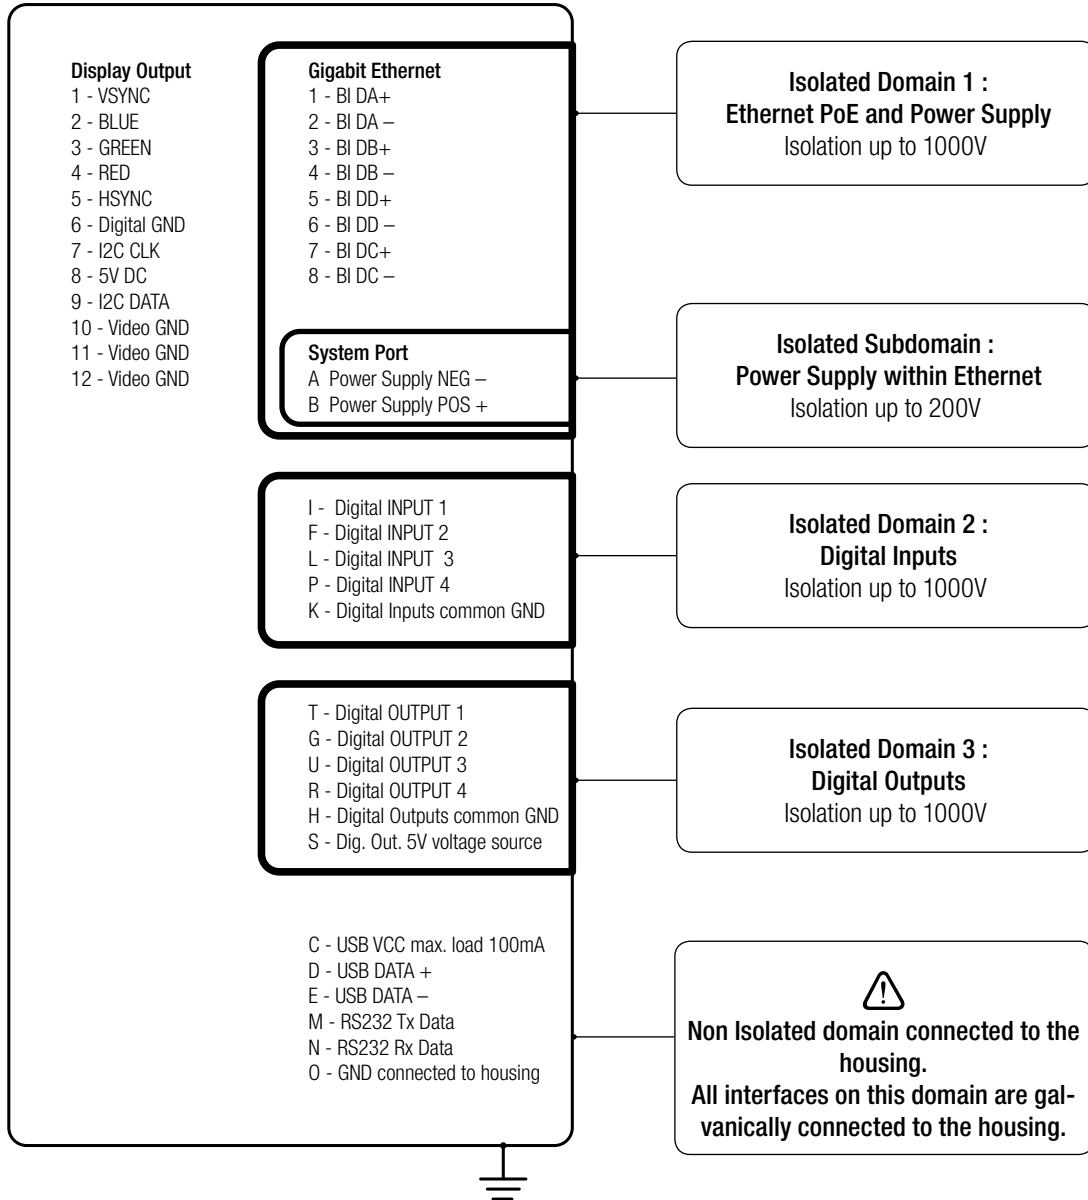 Display Output
1 - VSYNC
2 - BLUE
3 - GREEN
4 - RED
5 - HSYNC
6 - Digital GND
7 - I2C CLK
8 - 5V DC
9 - I2C DATA
10 - Video GND
11 - Video GND
12 - Video GND
Gigabit Ethernet
1 - BI DA+
2 - BI DA –
3 - BI DB+
4 - BI DB –
5 - BI DD+
6 - BI DD –
7 - BI DC+
8 - BI DC –
System Port
A Power Supply NEG –
B Power Supply POS +
I - Digital INPUT 1
F - Digital INPUT 2
L - Digital INPUT 3
P - Digital INPUT 4
K - Digital Inputs common GND
T - Digital OUTPUT 1
G - Digital OUTPUT 2
U - Digital OUTPUT 3
R - Digital OUTPUT 4
H - Digital Outputs common GND
S - Dig. Out. 5V voltage source
C - USB VCC max. load 100mA
D - USB DATA +
E - USB DATA –
M - RS232 Tx Data
N - RS232 Rx Data
O - GND connected to housing
Isolated Domain 1 :
Ethernet PoE and Power Supply
Isolation up to 1000V
Isolated Subdomain :
Power Supply within Ethernet
Isolation up to 200V
Isolated Domain 2 :
Digital Inputs
Isolation up to 1000V
Isolated Domain 3 :
Digital Outputs
Isolation up to 1000V
Non Isolated domain connected to the
housing.
All interfaces on this domain are gal-
vanically connected to the housing.